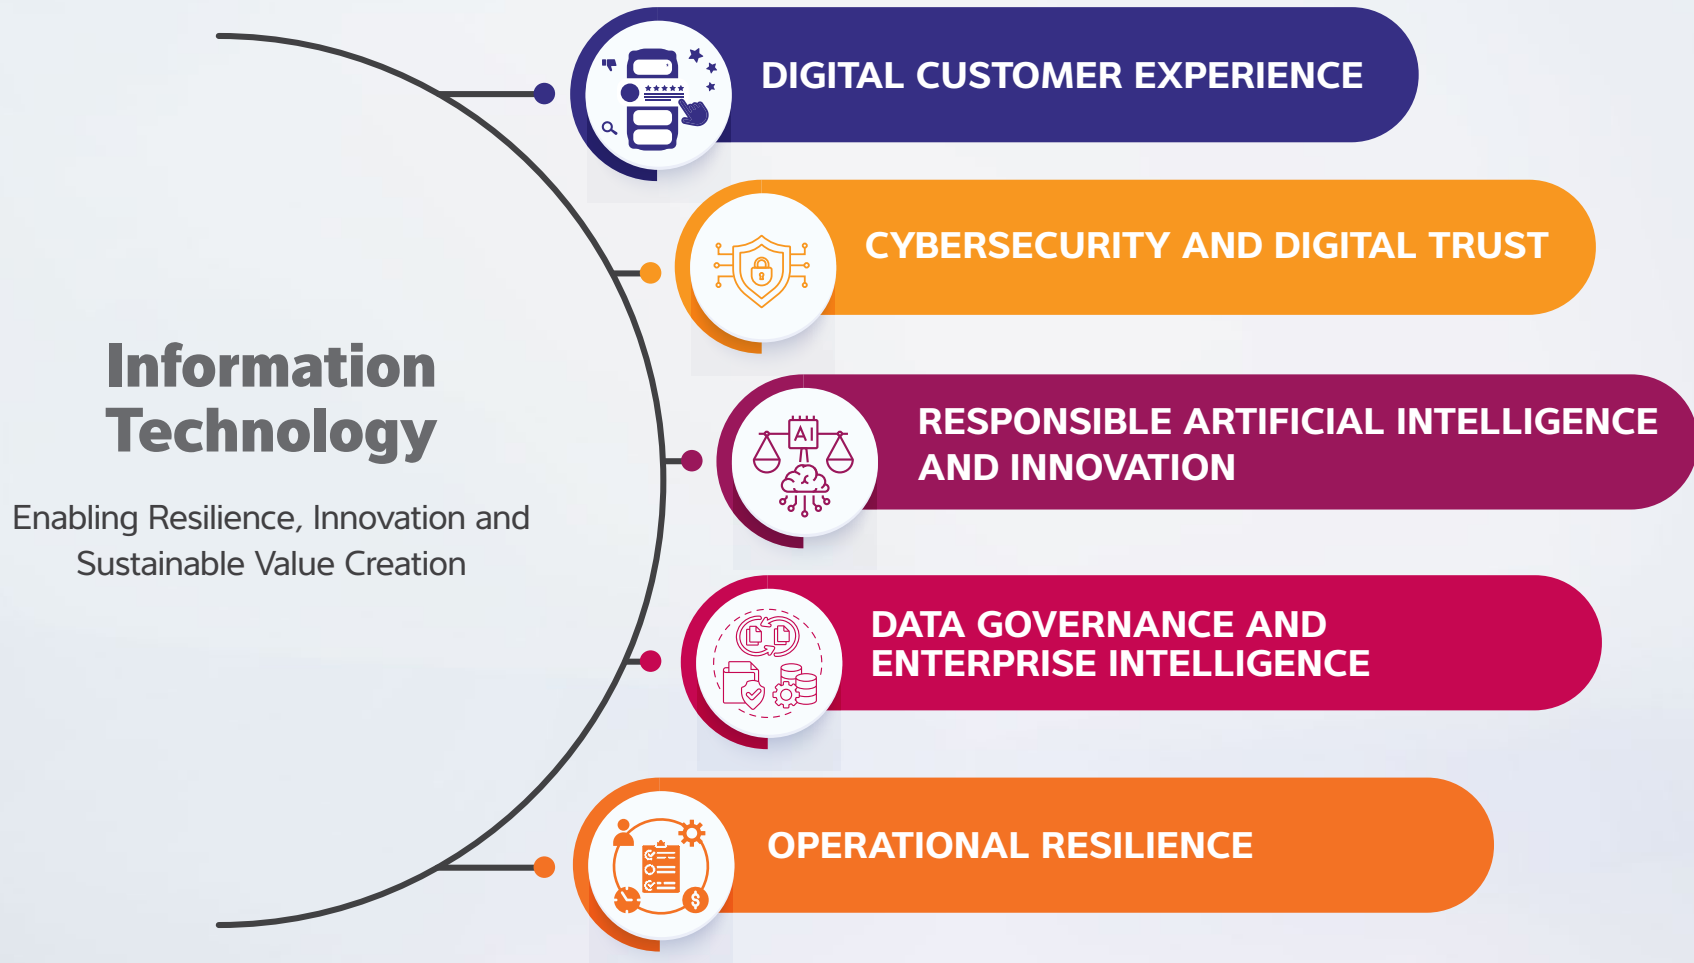 Information
Technology
Enabling Resilience, Innovation and
Sustainable Value Creation
DIGITAL CUSTOMER EXPERIENCE
CYBERSECURITY AND DIGITAL TRUST
AI
RESPONSIBLE ARTIFICIAL INTELLIGENCE
AND INNOVATION
DATA GOVERNANCE AND
ENTERPRISE INTELLIGENCE
$
OPERATIONAL RESILIENCE